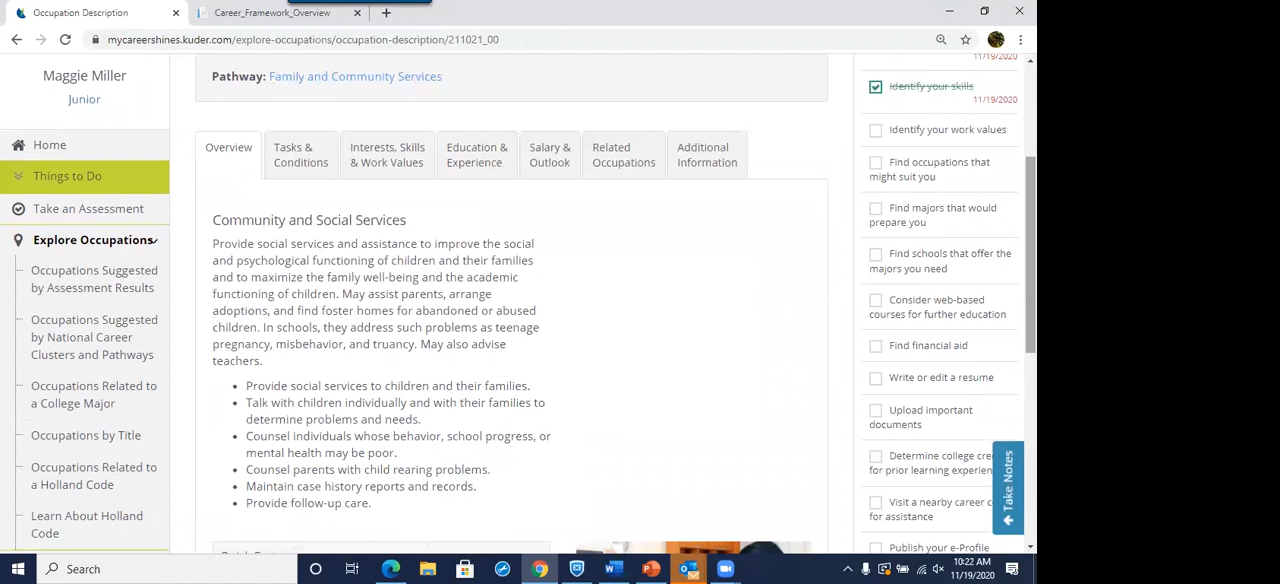 Occupation Description
Career_Framework_Overview
mycareershines.kuder.com/explore-occupations/occupation-description/211021_00
Maggie Miller
Junior
Home
Things to Do
Take an Assessment
Explore Occupations
Occupations Suggested
by Assessment Results
Occupations Suggested
by National Career
Clusters and Pathways
Occupations Related to
a College Major
Occupations by Title
Occupations Related to
a Holland Code
Learn About Holland
Code
Pathway: Family and Community Services
Overview
Tasks &
Conditions
Interests, Skills
& Work Values
Education &
Experience
Salary &
Outlook
Related
Occupations
Additional
Information
Community and Social Services
Provide social services and assistance to improve the social
and psychological functioning of children and their families
and to maximize the family well-being and the academic
functioning of children. May assist parents, arrange
adoptions, and find foster homes for abandoned or abused
children. In schools, they address such problems as teenage
pregnancy, misbehavior, and truancy. May also advise
teachers.
• Provide social services to children and their families.
• Talk with children individually and with their families to
determine problems and needs.
• Counsel individuals whose behavior, school progress, or
mental health may be poor.
• Counsel parents with child rearing problems.
• Maintain case history reports and records.
• Provide follow-up care.
11/19/2020
Identify your skills
11/19/2020
Identify your work values
Find occupations that
might suit you
Find majors that would
prepare you
Find schools that offer the
majors you need
Consider web-based
courses for further education
Find financial aid
Write or edit a resume
Upload important
documents
Determine college cre
for prior learning experien
Visit a nearby career c
for assistance
Publish your e-Profile
Take Notes
Search
10:22 AM
11/19/2020